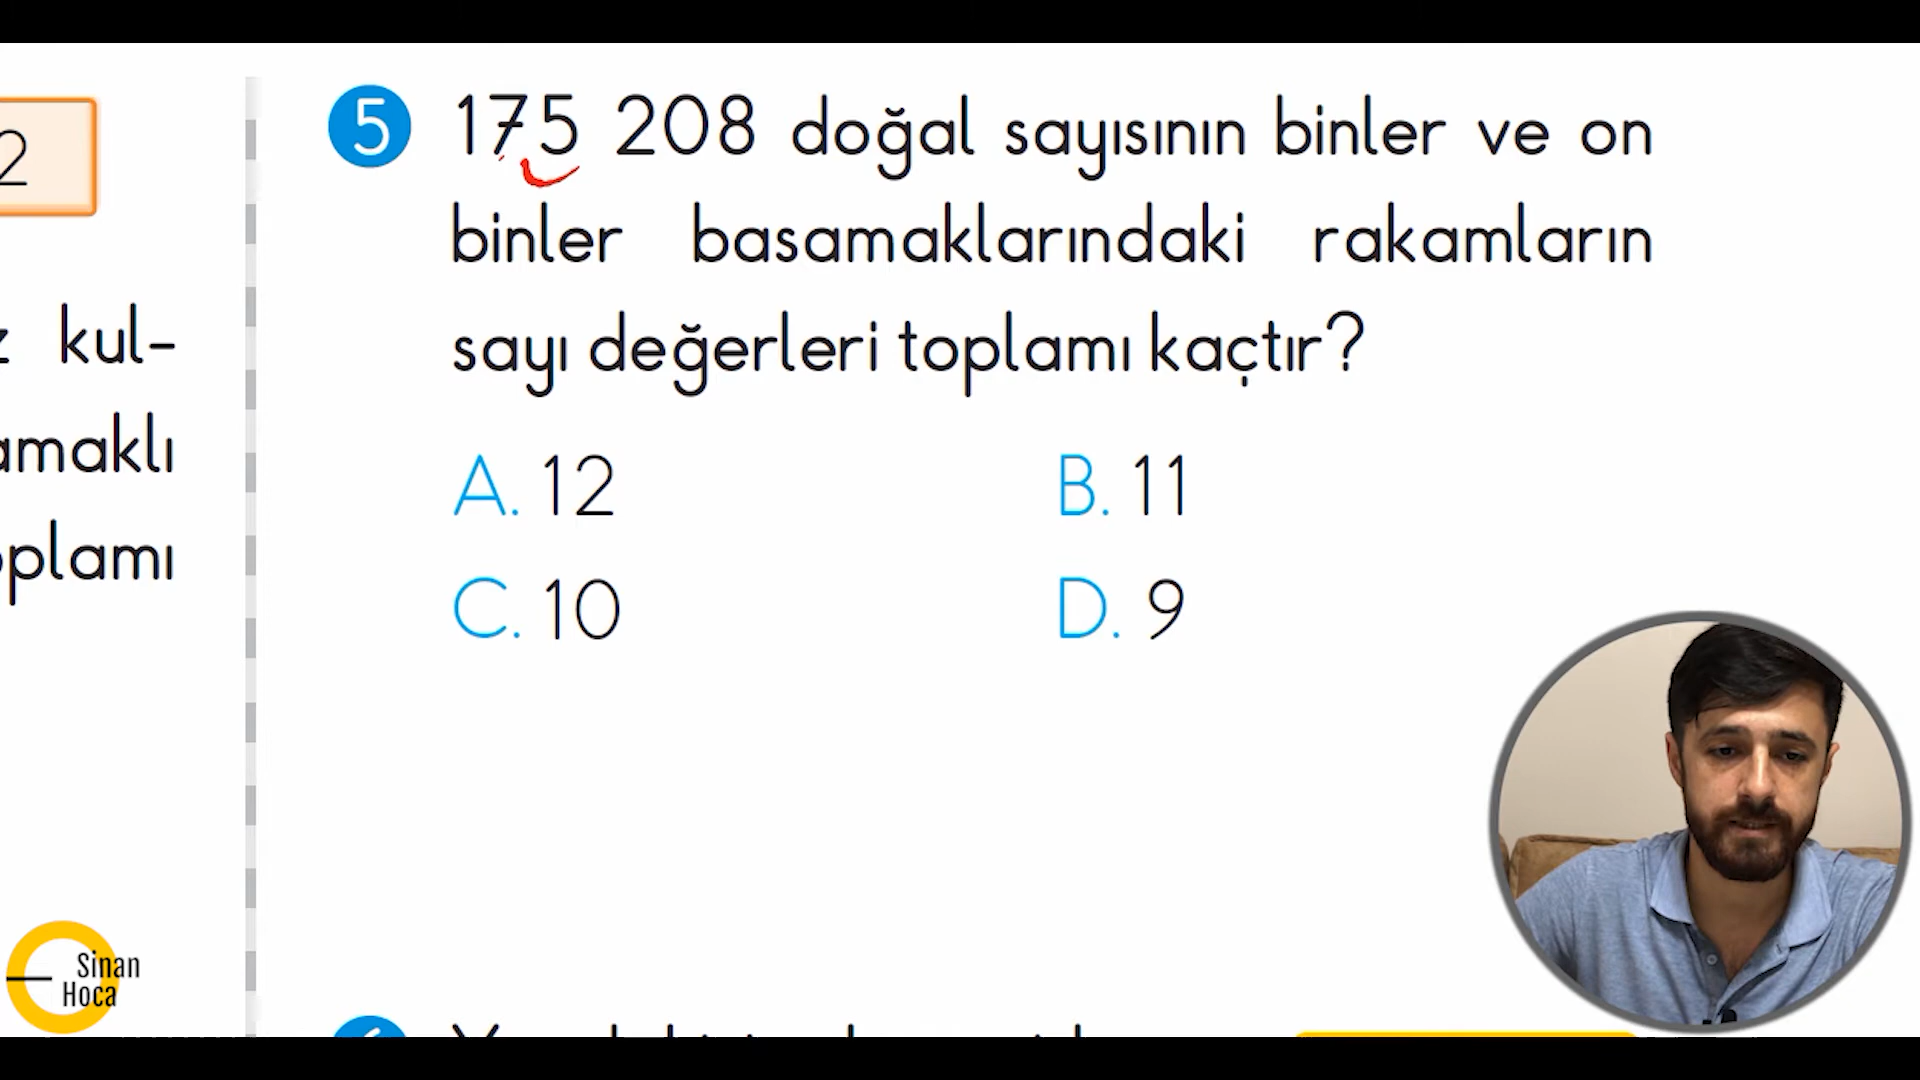 2
kul-
amaklı
oplamı
5 175 208 doğal sayısının binler ve on
binler basamaklarındaki rakamların
sayı değerleri toplamı kaçtır?
A. 12 B. 11
C. 10 D. 9
Sinan
Hoca